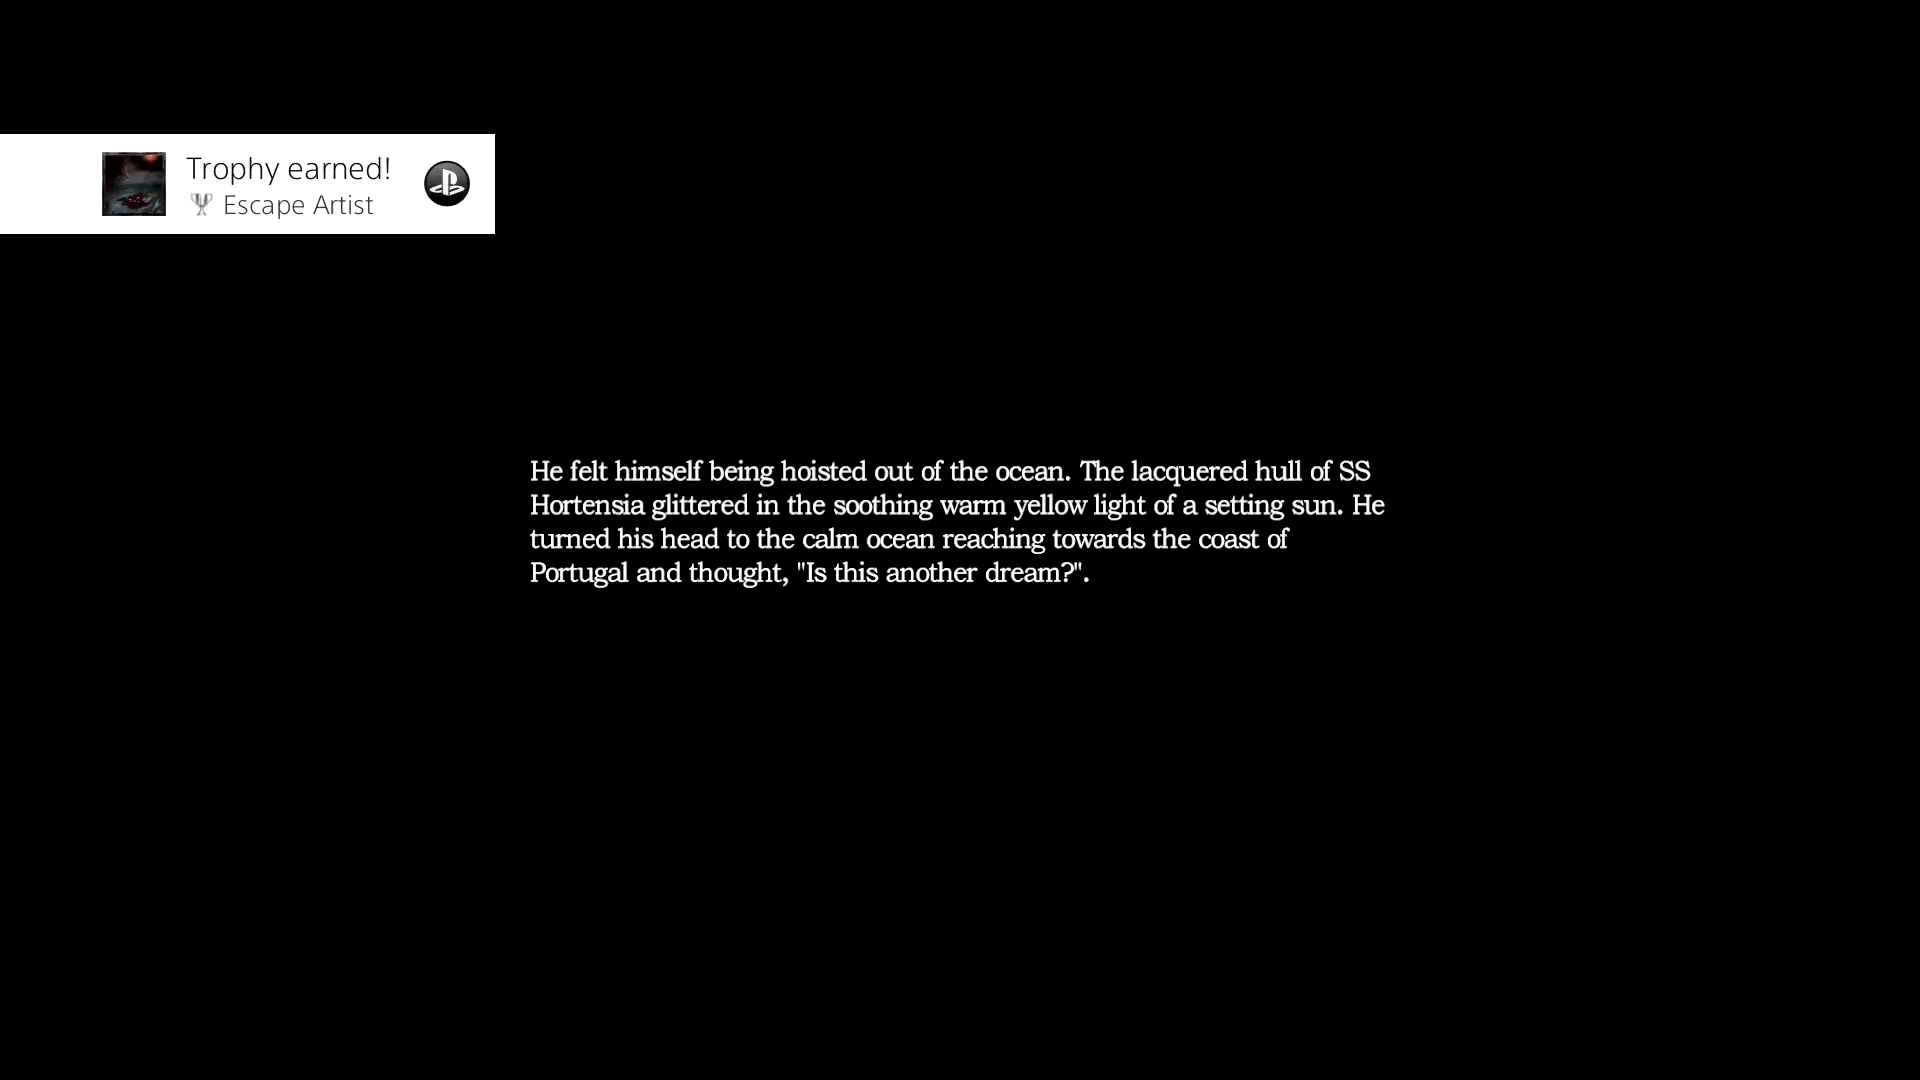 Trophy earned!
Escape Artist
He felt himself being hoisted out of the ocean. The lacquered hull of SS
Hortensia glittered in the soothing warm yellow light of a setting sun. He
turned his head to the calm ocean reaching towards the coast of
Portugal and thought, "Is this another dream?".